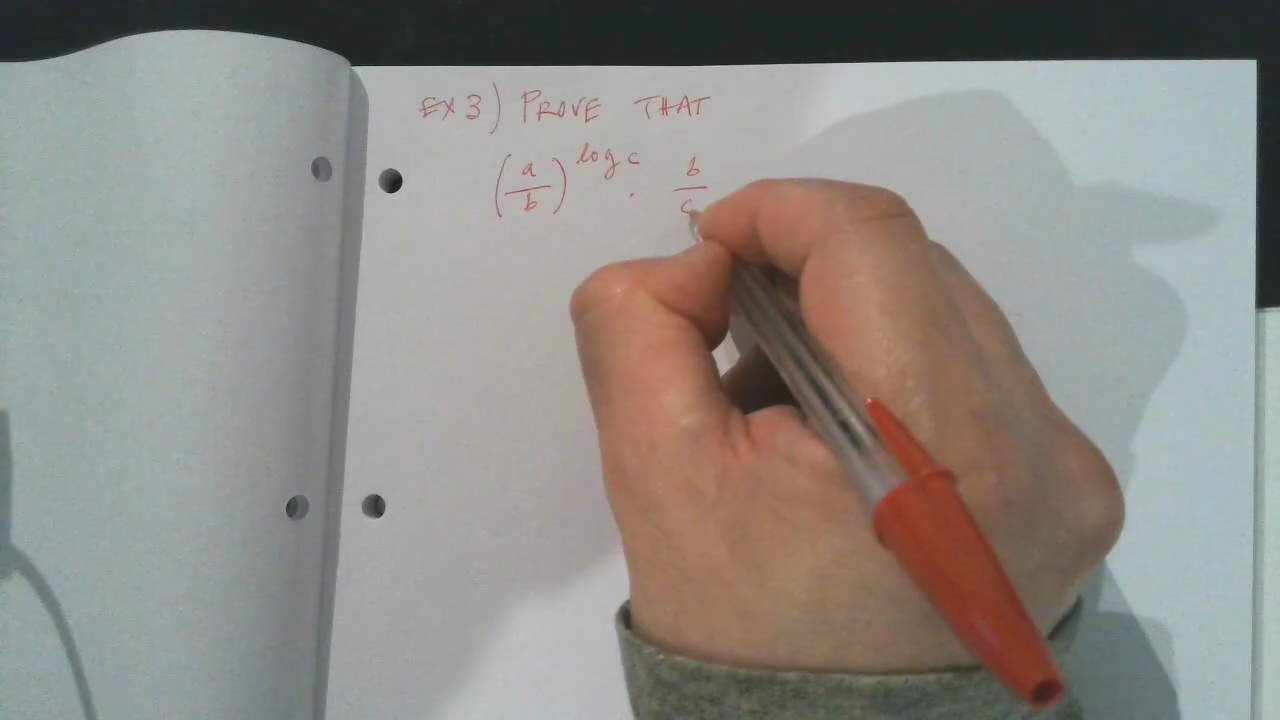 EX 3) PROVE THAT
(a/b)^log c · b/c